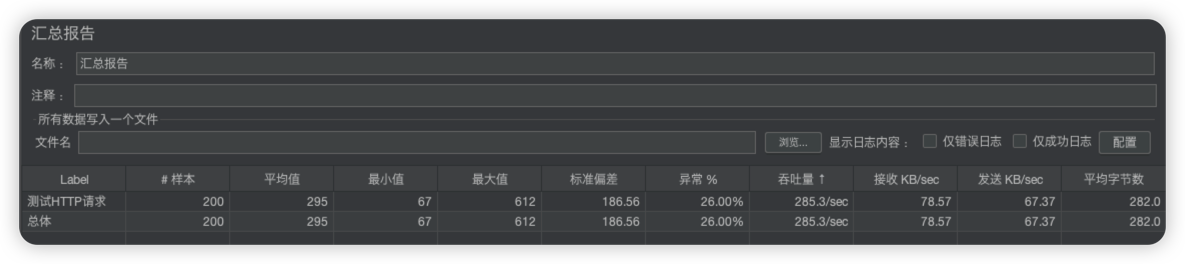 汇总报告
名称： 汇总报告
注释：
所有数据写入一个文件
文件名 浏览... 显示日志内容： 仅错误日志 仅成功日志 配置
Label # 样本 平均值 最小值 最大值 标准偏差 异常 % 吞吐量 ↑ 接收 KB/sec 发送 KB/sec 平均字节数
测试HTTP请求 200 295 67 612 186.56 26.00% 285.3/sec 78.57 67.37 282.0
总体 200 295 67 612 186.56 26.00% 285.3/sec 78.57 67.37 282.0